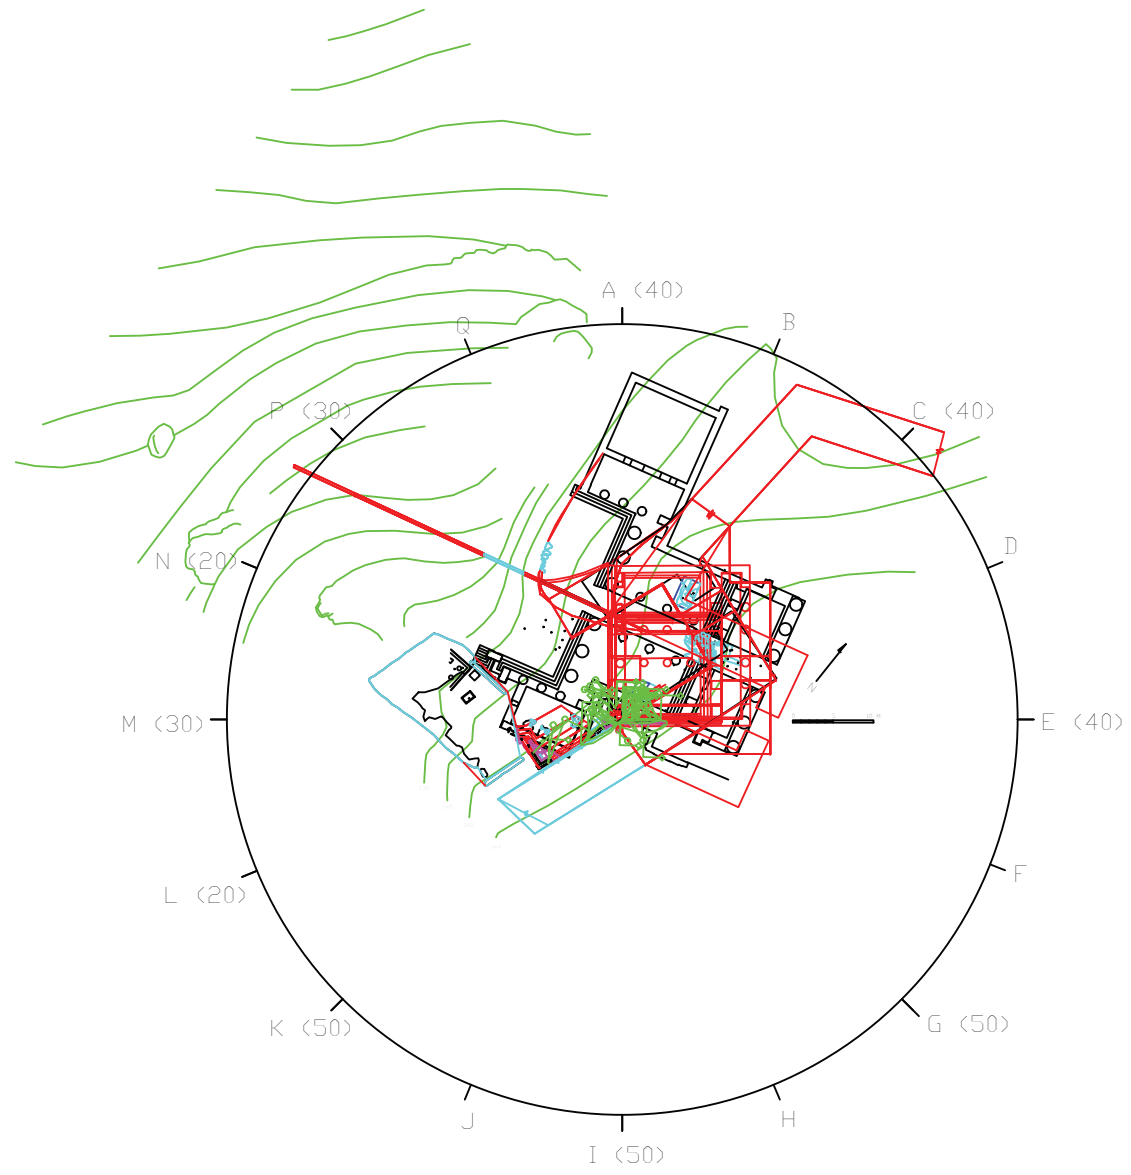 A (40)
Q
B
P (30)
C (40)
N (20)
D
N
M (30)
E (40)
L (20)
F
K (50)
G (50)
J
H
I (50)